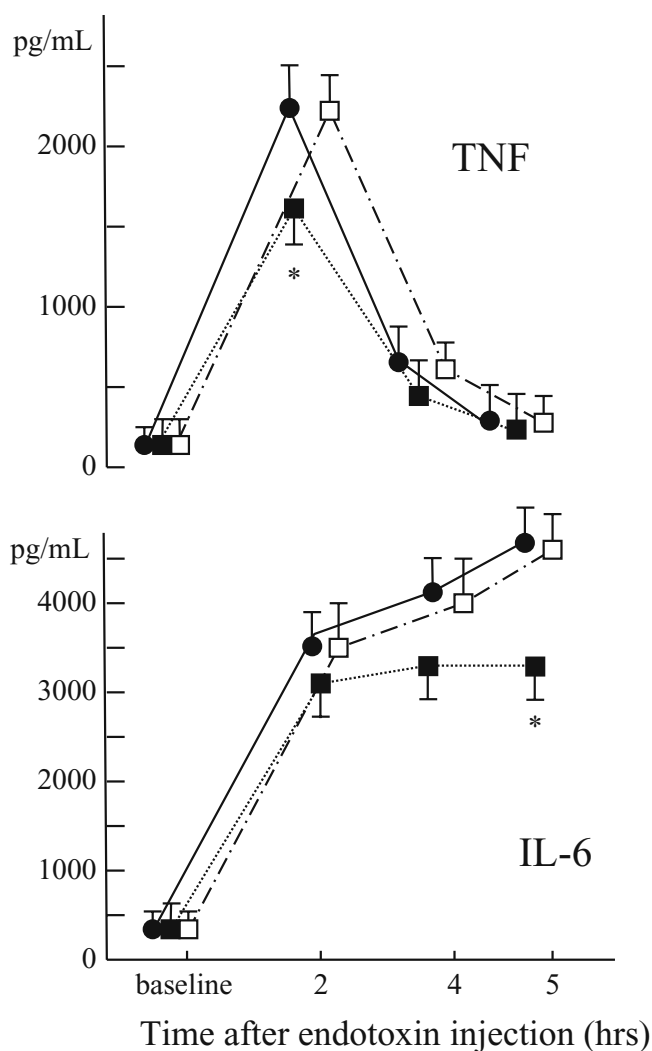 pg/mL
2000
TNF
*
1000
0
pg/mL
4000
3000
*
2000
IL-6
1000
0
baseline 2 4 5
Time after endotoxin injection (hrs)